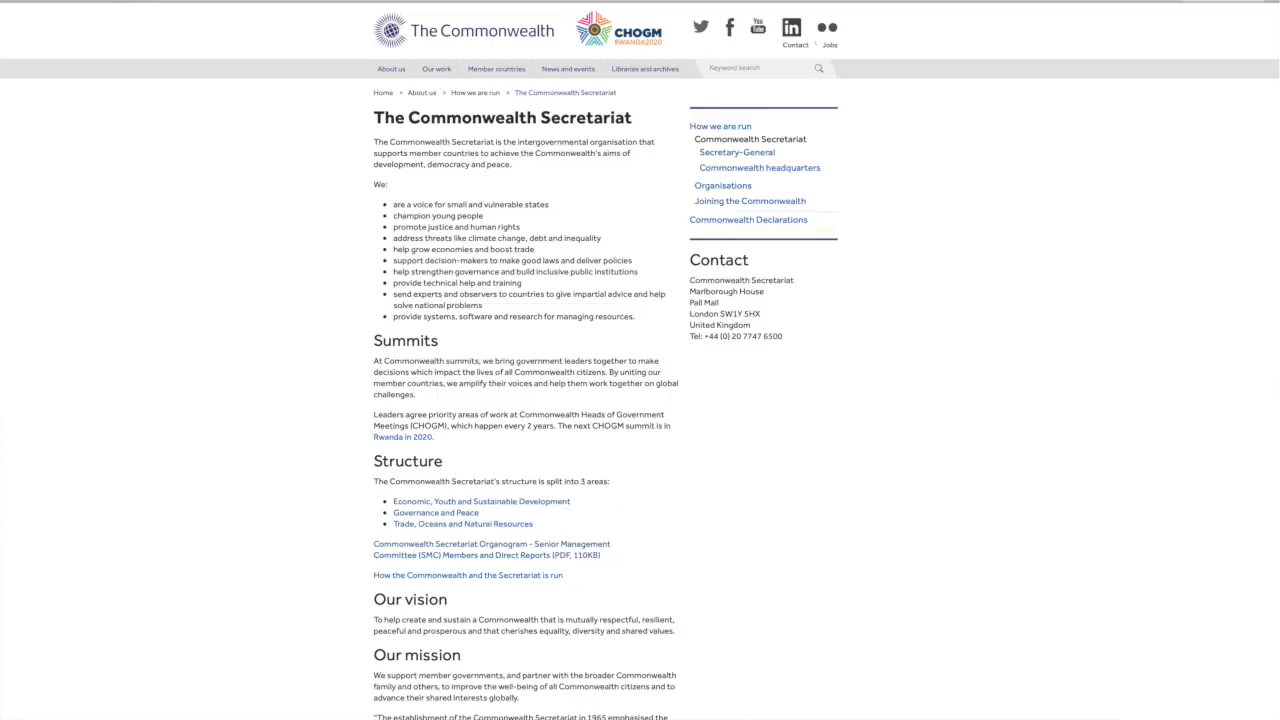 The Commonwealth
CHOGM
RWANDA2020
You
Tube
in
Contact
Jobs
About us
Our work
Member countries
News and events
Libraries and archives
Keyword search
Home > About us > How we are run > The Commonwealth Secretariat
The Commonwealth Secretariat
The Commonwealth Secretariat is the intergovernmental organisation that
supports member countries to achieve the Commonwealth's aims of
development, democracy and peace.
We:
are a voice for small and vulnerable states
champion young people
promote justice and human rights
address threats like climate change, debt and inequality
help grow economies and boost trade
support decision-makers to make good laws and deliver policies
help strengthen governance and build inclusive public institutions
provide technical help and training
send experts and observers to countries to give impartial advice and help
solve national problems
provide systems, software and research for managing resources.
Summits
At Commonwealth summits, we bring government leaders together to make
decisions which impact the lives of all Commonwealth citizens. By uniting our
member countries, we amplify their voices and help them work together on global
challenges.
Leaders agree priority areas of work at Commonwealth Heads of Government
Meetings (CHOGM), which happen every 2 years. The next CHOGM summit is in
Rwanda in 2020.
Structure
The Commonwealth Secretariat's structure is split into 3 areas:
Economic, Youth and Sustainable Development
Governance and Peace
Trade, Oceans and Natural Resources
Commonwealth Secretariat Organogram - Senior Management
Committee (SMC) Members and Direct Reports (PDF, 110KB)
How the Commonwealth and the Secretariat is run
Our vision
To help create and sustain a Commonwealth that is mutually respectful, resilient,
peaceful and prosperous and that cherishes equality, diversity and shared values.
Our mission
We support member governments, and partner with the broader Commonwealth
family and others, to improve the well-being of all Commonwealth citizens and to
advance their shared interests globally.
"The establishment of the Commonwealth Secretariat in 1965 emphasised the
How we are run
Commonwealth Secretariat
Secretary-General
Commonwealth headquarters
Organisations
Joining the Commonwealth
Commonwealth Declarations
Contact
Commonwealth Secretariat
Marlborough House
Pall Mall
London SW1Y 5HX
United Kingdom
Tel: +44 (0) 20 7747 6500